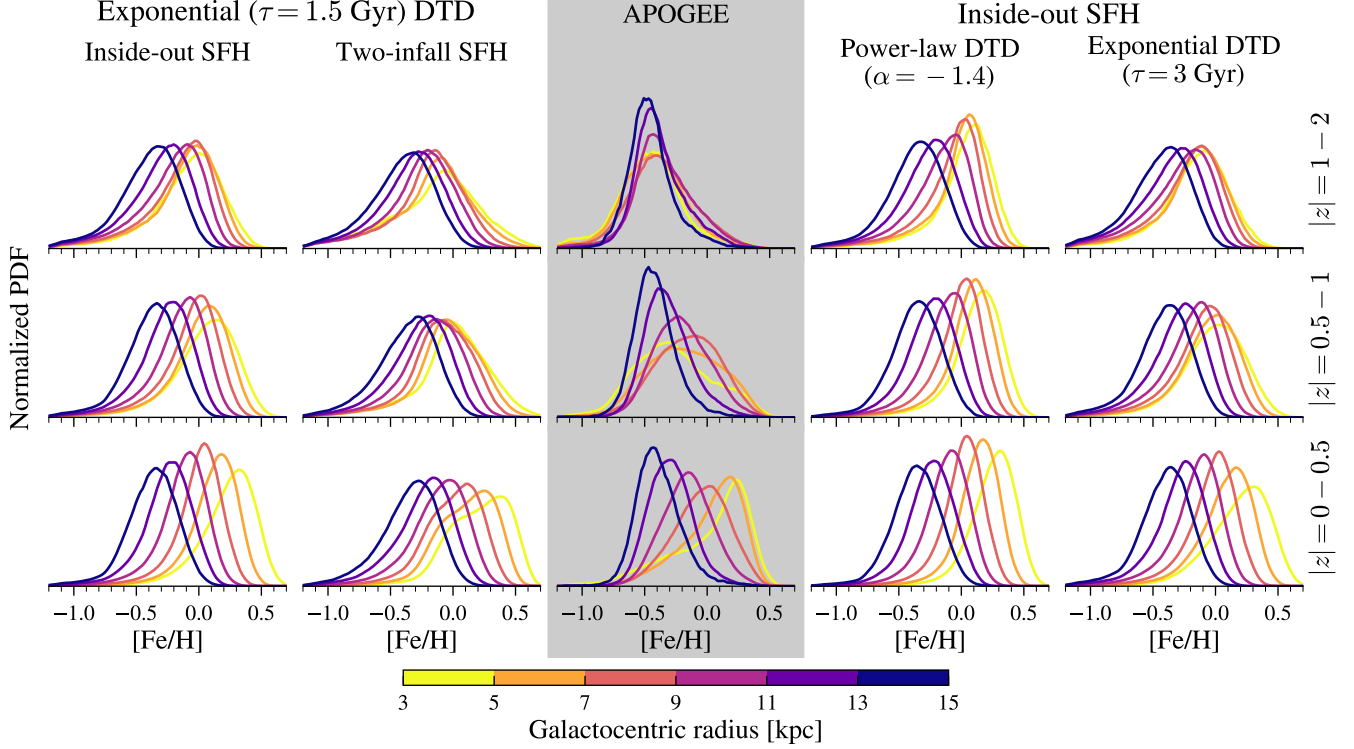 Exponential (τ = 1.5 Gyr) DTD
APOGEE
Inside-out SFH
Inside-out SFH
Two-infall SFH
Power-law DTD
(α = −1.4)
Exponential DTD
(τ = 3 Gyr)
Normalized PDF
|z| = 1 − 2
|z| = 0.5 − 1
|z| = 0 − 0.5
−1.0 −0.5 0.0 0.5
−1.0 −0.5 0.0 0.5
−1.0 −0.5 0.0 0.5
−1.0 −0.5 0.0 0.5
−1.0 −0.5 0.0 0.5
[Fe/H]
[Fe/H]
[Fe/H]
[Fe/H]
[Fe/H]
3 5 7 9 11 13 15
Galactocentric radius [kpc]